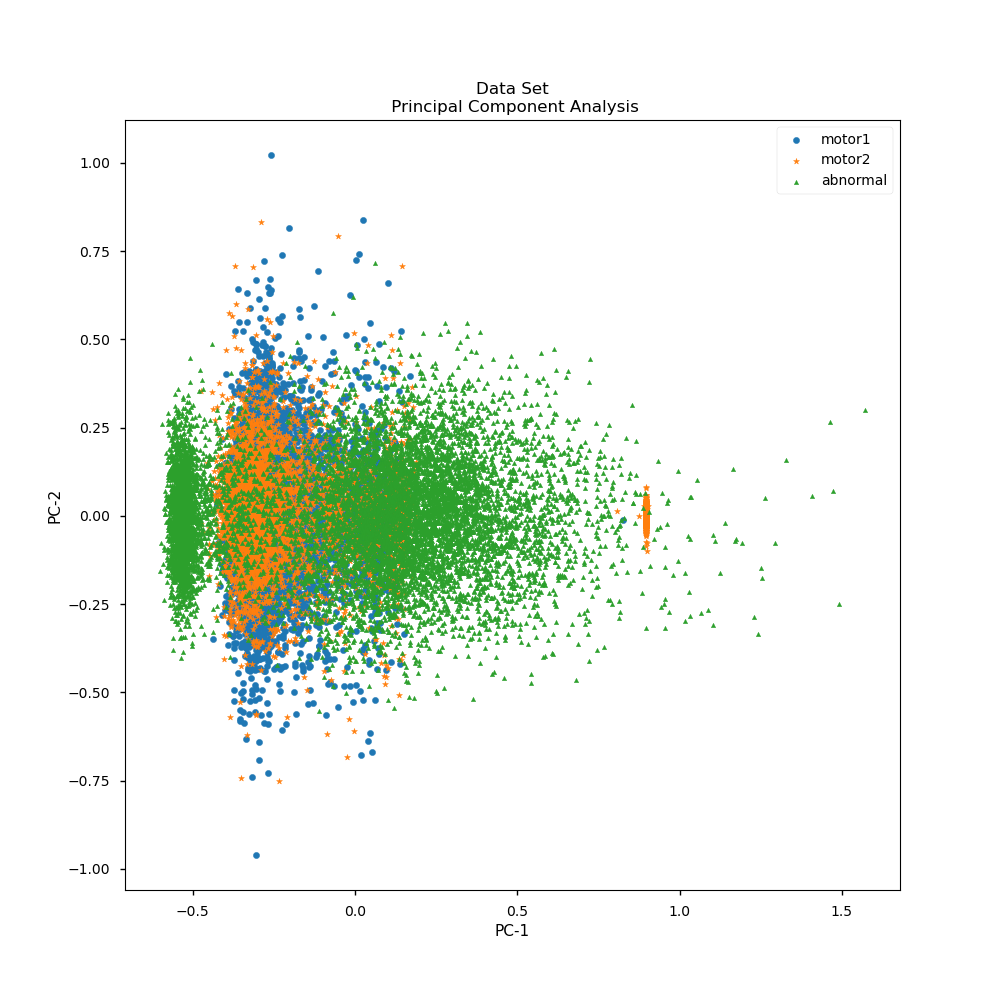 Data Set
Principal Component Analysis
motor1
motor2
abnormal
1.00
0.75
0.50
0.25
0.00
−0.25
−0.50
−0.75
−1.00
PC-2
−0.5
0.0
0.5
1.0
1.5
PC-1